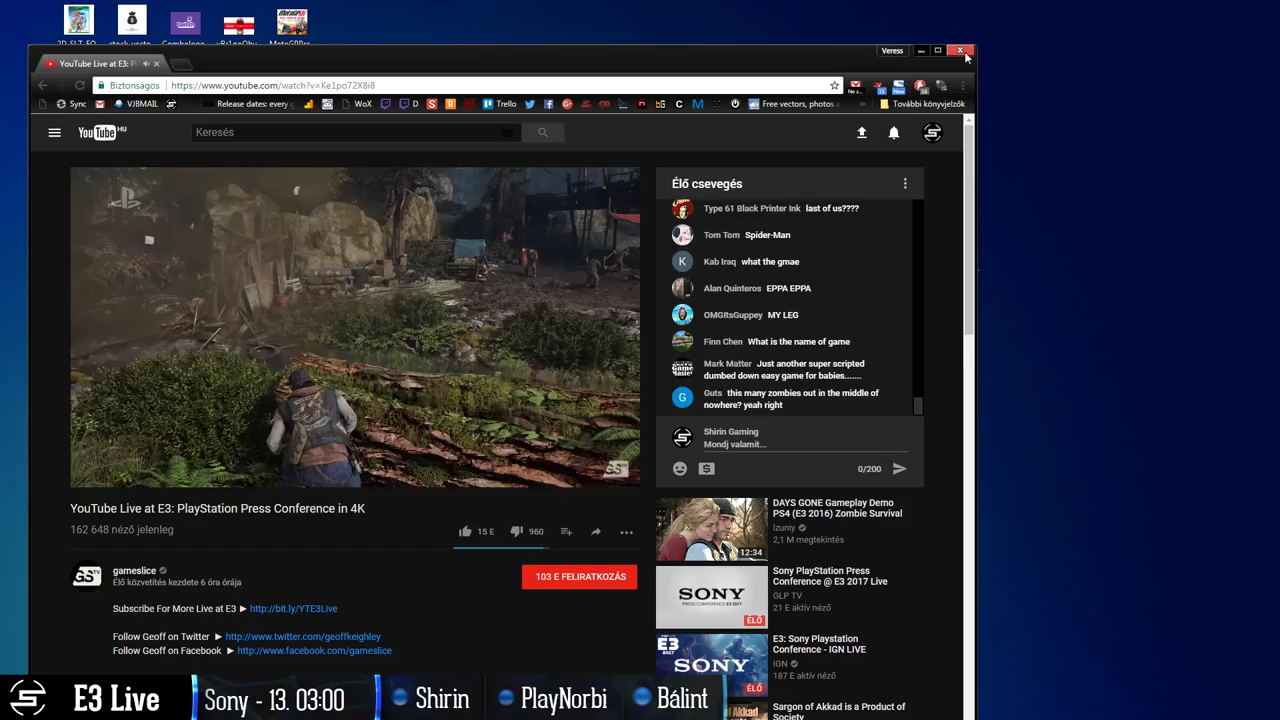 Veress
YouTube Live at E3: P
Biztonságos
https://www.youtube.com/watch?v=Ke1po72X8i8
Sync
VJBMAIL
Release dates: every g
WoX
D
Trello
Free vectors, photos a
További könyvjelzők
YouTube HU
Keresés
Élő csevegés
Type 61 Black Printer Ink last of us????
Tom Tom Spider-Man
Kab Iraq what the gmae
Alan Quinteros EPPA EPPA
OMGItsGuppey MY LEG
Finn Chen What is the name of game
Mark Matter Just another super scripted
dumbed down easy game for babies.......
Guts this many zombies out in the middle of
nowhere? yeah right
Shirin Gaming
Mondj valamit...
0/200
YouTube Live at E3: PlayStation Press Conference in 4K
162 648 néző jelenleg
15 E
960
gameslice
Élő közvetítés kezdete 6 óra órája
103 E FELIRATKOZÁS
Subscribe For More Live at E3 ► http://bit.ly/YTE3Live
Follow Geoff on Twitter ► http://www.twitter.com/geoffkeighley
Follow Geoff on Facebook ► http://www.facebook.com/gameslice
DAYS GONE Gameplay Demo
PS4 (E3 2016) Zombie Survival
Izuniy
2,1 M megtekintés
12:34
Sony PlayStation Press
Conference @ E3 2017 Live
GLP TV
21 E aktív néző
SONY
PRESS CONFERENCE E3 2017
ÉLŐ
E3: Sony Playstation
Conference - IGN LIVE
IGN
187 E aktív néző
E3
2017
SONY
ÉLŐ
Sargon of Akkad is a Product of
Society
E3 Live
Sony - 13. 03:00
Shirin
PlayNorbi
Bálint